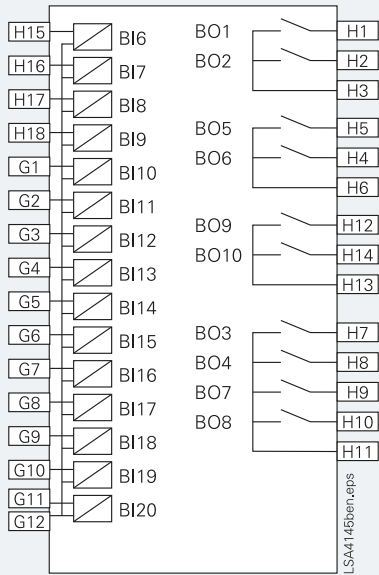 H15 BI6 BO1 H1
H16 BI7 BO2 H2
H17 BI8 H3
H18 BI9 BO5 H5
G1 BI10 BO6 H4
G2 BI11 H6
G3 BI12 BO9 H12
G4 BI13 BO10 H14
G5 BI14 H13
G6 BI15 BO3 H7
G7 BI16 BO4 H8
G8 BI17 BO7 H9
G9 BI18 BO8 H10
G10 BI19 H11
G11 BI20
G12
LSA4145ben.eps